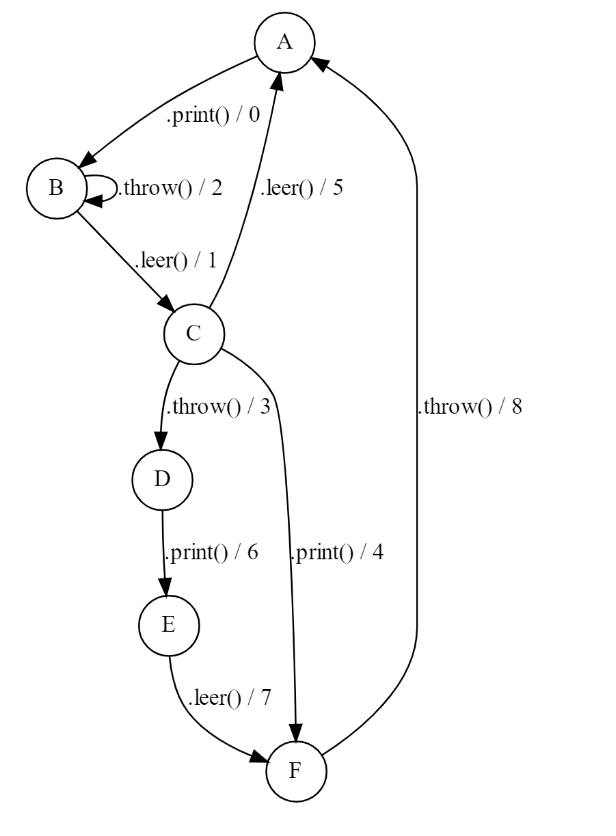 A
.print() / 0
B
.throw() / 2
.leer() / 5
.leer() / 1
C
.throw() / 3
.throw() / 8
D
.print() / 6
.print() / 4
E
.leer() / 7
F